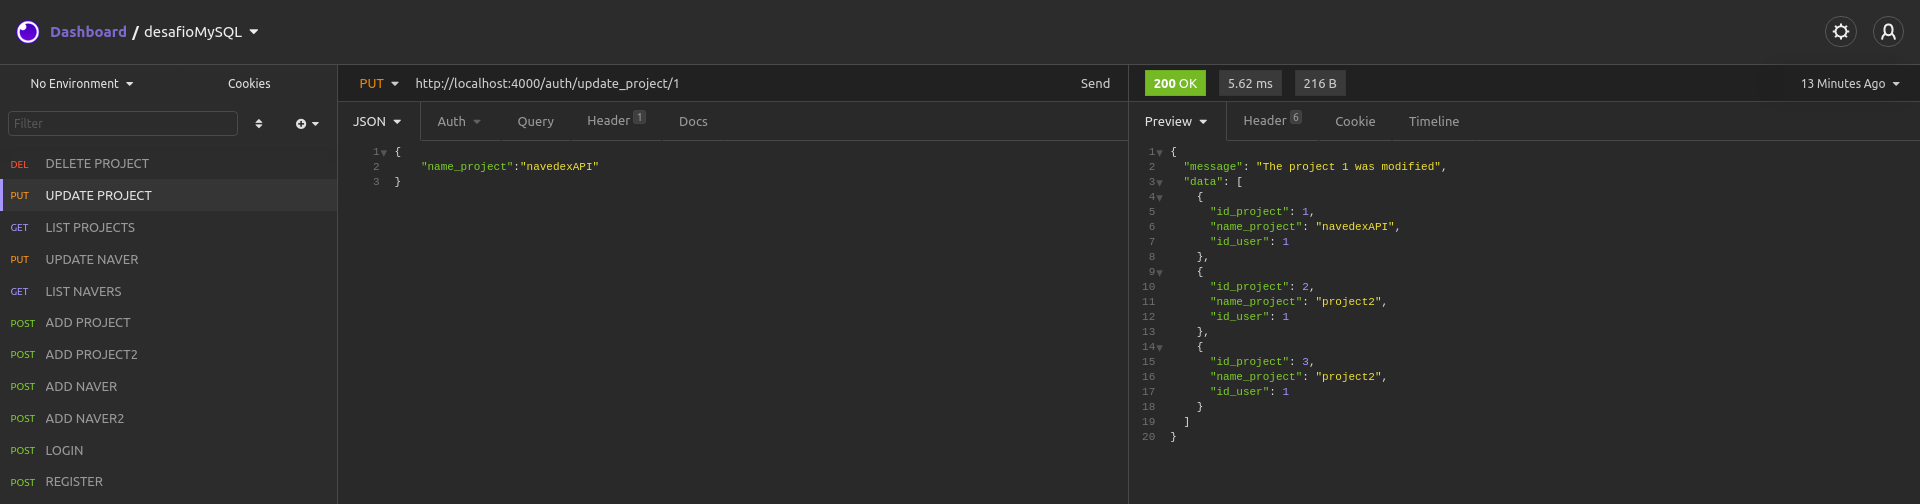 Dashboard / desafioMySQL
No Environment Cookies
Filter
DEL DELETE PROJECT
PUT UPDATE PROJECT
GET LIST PROJECTS
PUT UPDATE NAVER
GET LIST NAVERS
POST ADD PROJECT
POST ADD PROJECT2
POST ADD NAVER
POST ADD NAVER2
POST LOGIN
POST REGISTER
PUT http://localhost:4000/auth/update_project/1 Send
JSON Auth Query Header 1 Docs
1 {
2 "name_project":"navedexAPI"
3 }
200 OK 5.62 ms 216 B 13 Minutes Ago
Preview Header 6 Cookie Timeline
1 {
2 "message": "The project 1 was modified",
3 "data": [
4 {
5 "id_project": 1,
6 "name_project": "navedexAPI",
7 "id_user": 1
8 },
9 {
10 "id_project": 2,
11 "name_project": "project2",
12 "id_user": 1
13 },
14 {
15 "id_project": 3,
16 "name_project": "project2",
17 "id_user": 1
18 }
19 ]
20 }